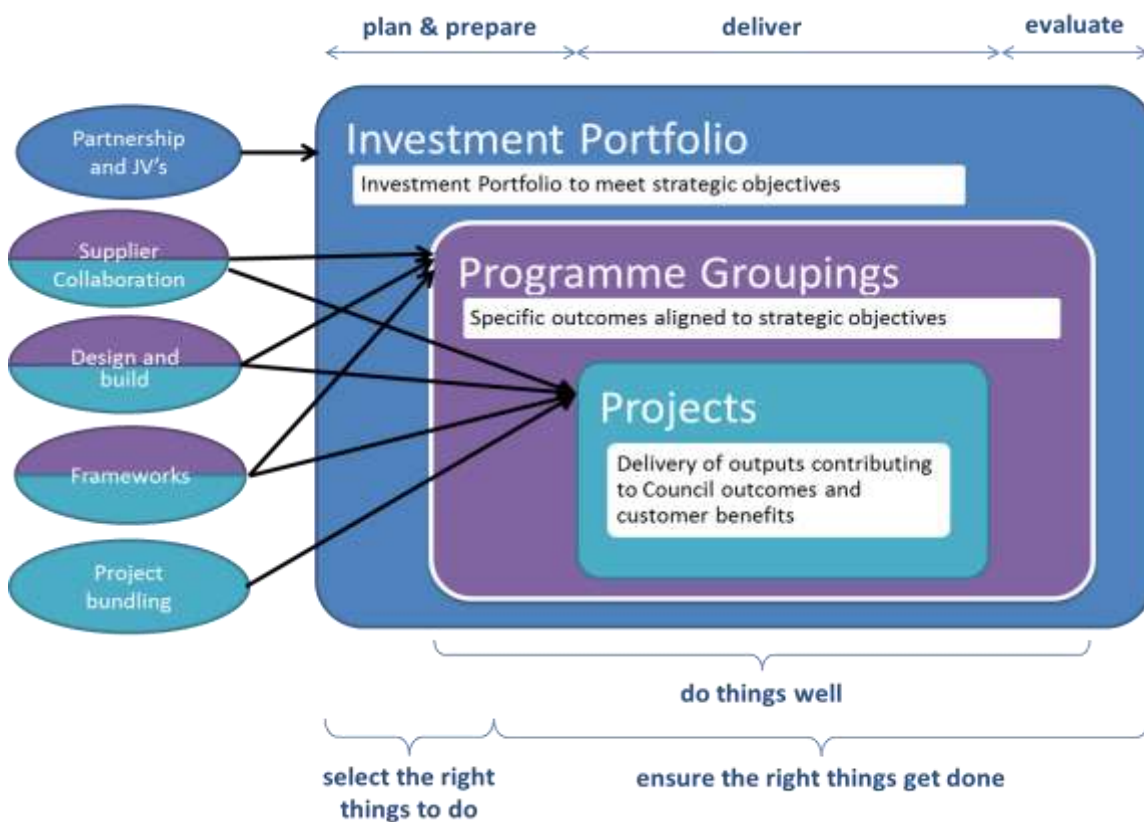 plan & prepare
deliver
evaluate
Partnership
and JV's
Supplier
Collaboration
Design and
build
Frameworks
Project
bundling
Investment Portfolio
Investment Portfolio to meet strategic objectives
Programme Groupings
Specific outcomes aligned to strategic objectives
Projects
Delivery of outputs contributing
to Council outcomes and
customer benefits
do things well
select the right
things to do
ensure the right things get done